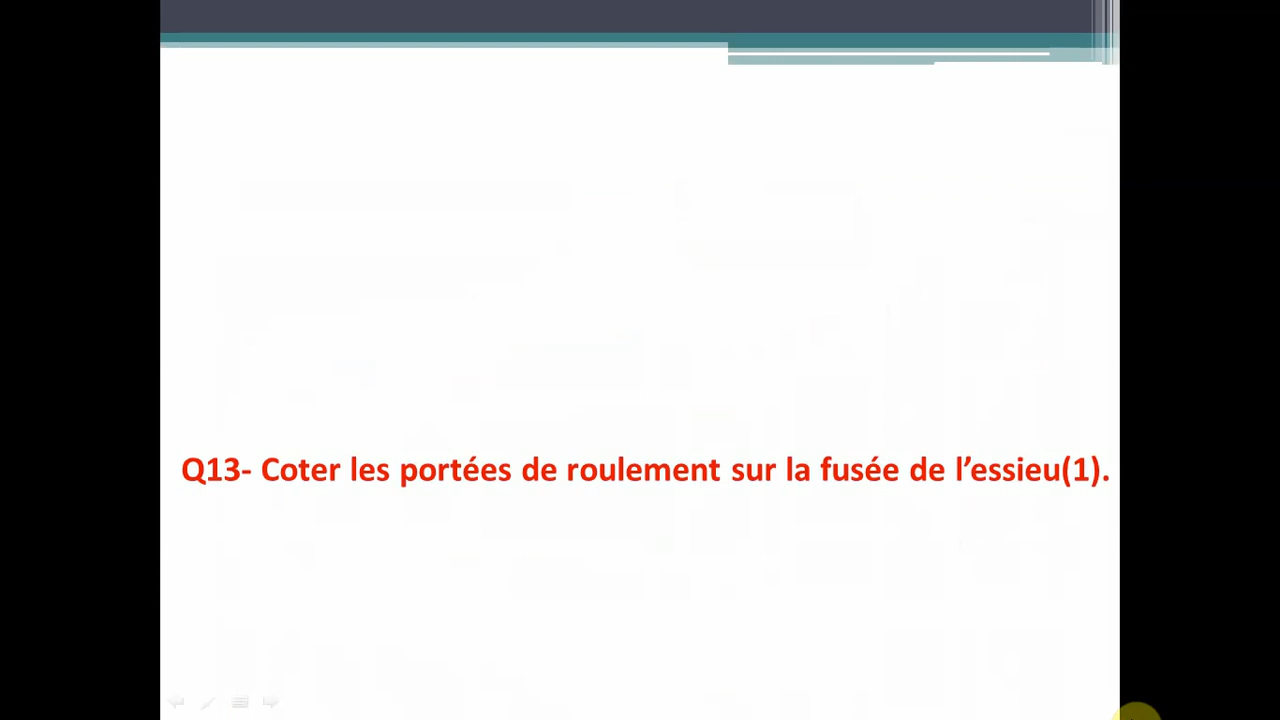 Q13- Coter les portées de roulement sur la fusée de l’essieu(1).